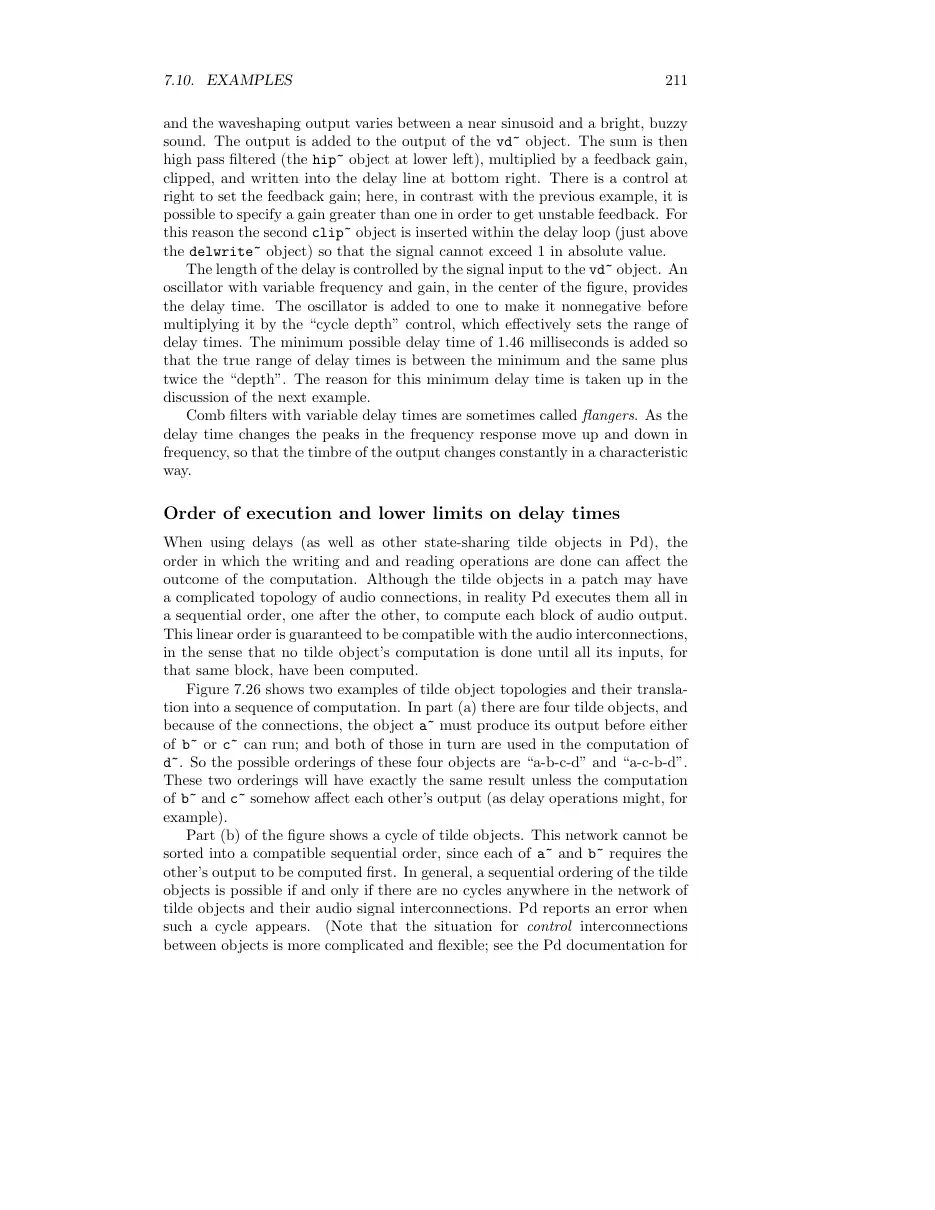 7.10. EXAMPLES 211
and the waveshaping output varies between a near sinusoid and a bright, buzzy
sound. The output is added to the output of the vd~ object. The sum is then
high pass filtered (the hip~ object at lower left), multiplied by a feedback gain,
clipped, and written into the delay line at bottom right. There is a control at
right to set the feedback gain; here, in contrast with the previous example, it is
possible to specify a gain greater than one in order to get unstable feedback. For
this reason the second clip~ object is inserted within the delay loop (just above
the delwrite~ object) so that the signal cannot exceed 1 in absolute value.
The length of the delay is controlled by the signal input to the vd~ object. An
oscillator with variable frequency and gain, in the center of the figure, provides
the delay time. The oscillator is added to one to make it nonnegative before
multiplying it by the “cycle depth” control, which effectively sets the range of
delay times. The minimum possible delay time of 1.46 milliseconds is added so
that the true range of delay times is between the minimum and the same plus
twice the “depth”. The reason for this minimum delay time is taken up in the
discussion of the next example.
Comb filters with variable delay times are sometimes called flangers. As the
delay time changes the peaks in the frequency response move up and down in
frequency, so that the timbre of the output changes constantly in a characteristic
way.
Order of execution and lower limits on delay times
When using delays (as well as other state-sharing tilde objects in Pd), the
order in which the writing and and reading operations are done can affect the
outcome of the computation. Although the tilde objects in a patch may have
a complicated topology of audio connections, in reality Pd executes them all in
a sequential order, one after the other, to compute each block of audio output.
This linear order is guaranteed to be compatible with the audio interconnections,
in the sense that no tilde object’s computation is done until all its inputs, for
that same block, have been computed.
Figure 7.26 shows two examples of tilde object topologies and their transla-
tion into a sequence of computation. In part (a) there are four tilde objects, and
because of the connections, the object a~ must produce its output before either
of b~ or c~ can run; and both of those in turn are used in the computation of
d~. So the possible orderings of these four objects are “a-b-c-d” and “a-c-b-d”.
These two orderings will have exactly the same result unless the computation
of b~ and c~ somehow affect each other’s output (as delay operations might, for
example).
Part (b) of the figure shows a cycle of tilde objects. This network cannot be
sorted into a compatible sequential order, since each of a~ and b~ requires the
other’s output to be computed first. In general, a sequential ordering of the tilde
objects is possible if and only if there are no cycles anywhere in the network of
tilde objects and their audio signal interconnections. Pd reports an error when
such a cycle appears. (Note that the situation for control interconnections
between objects is more complicated and flexible; see the Pd documentation for